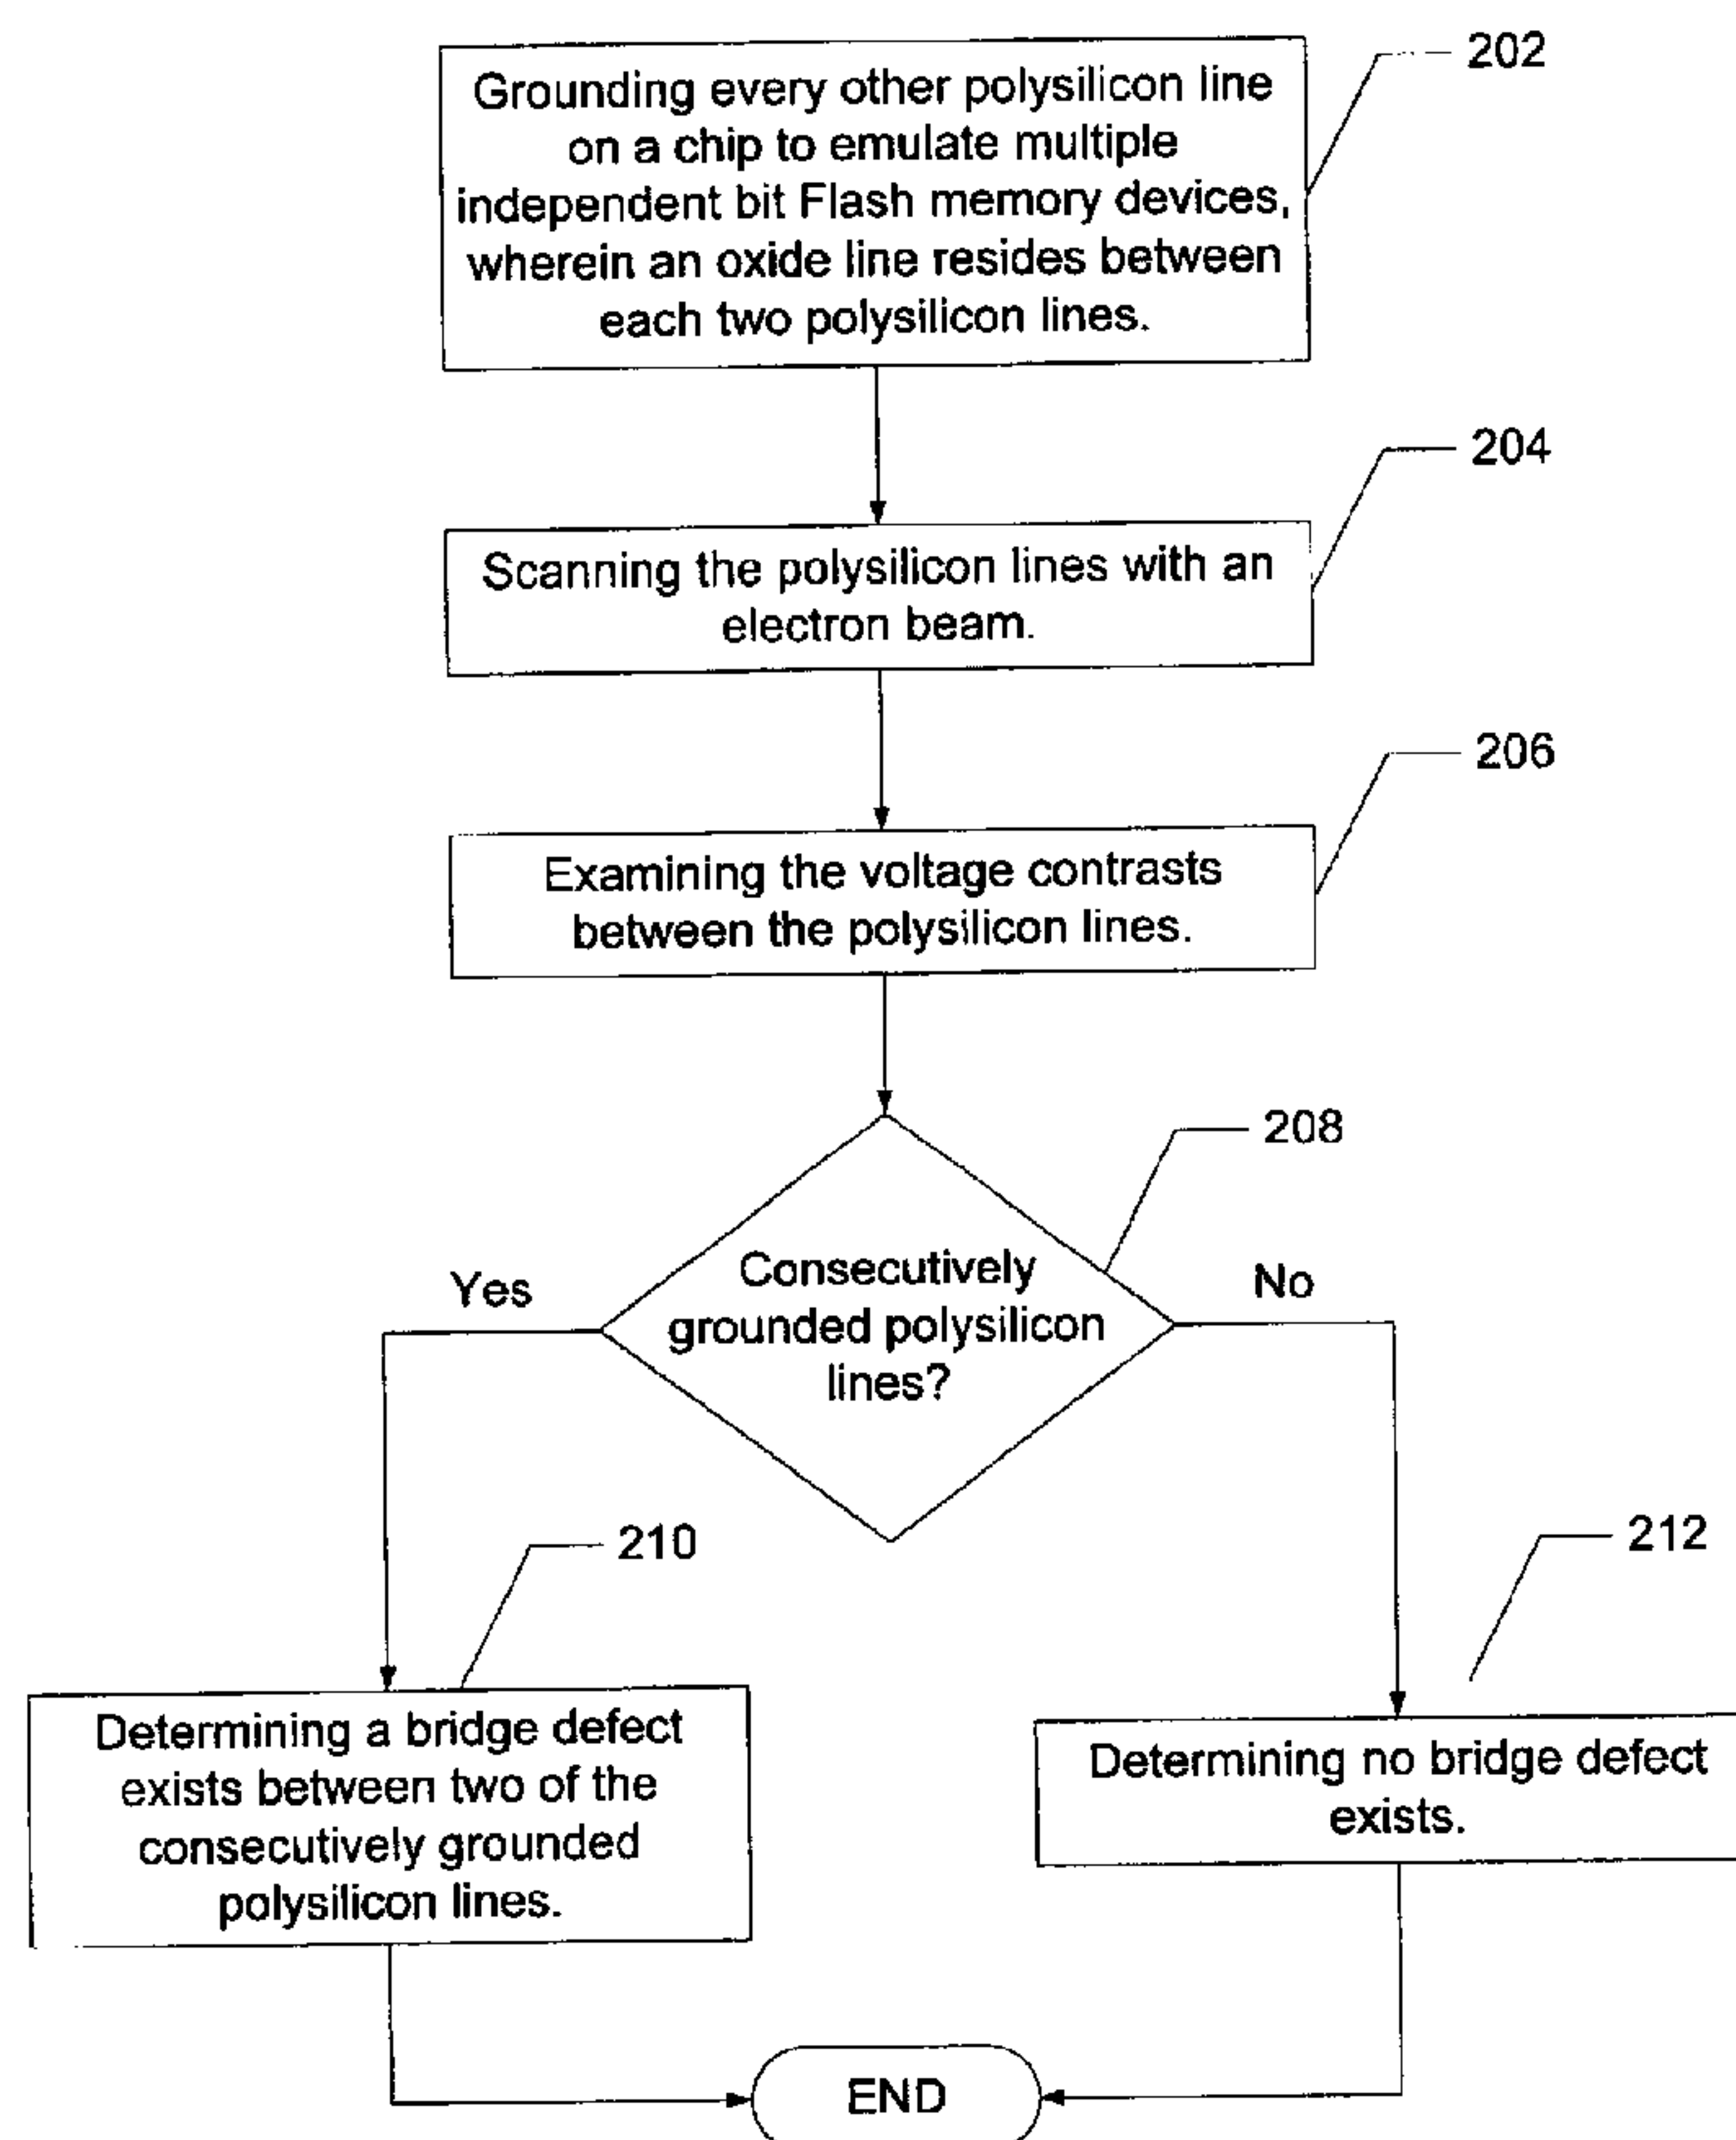 202
Grounding every other polysilicon line
on a chip to emulate multiple
independent bit Flash memory devices,
wherein an oxide line resides between
each two polysilicon lines.
204
Scanning the polysilicon lines with an
electron beam.
206
Examining the voltage contrasts
between the polysilicon lines.
208
Consecutively
grounded polysilicon
lines?
Yes
No
210
212
Determining a bridge defect
exists between two of the
consecutively grounded
polysilicon lines.
Determining no bridge defect
exists.
END